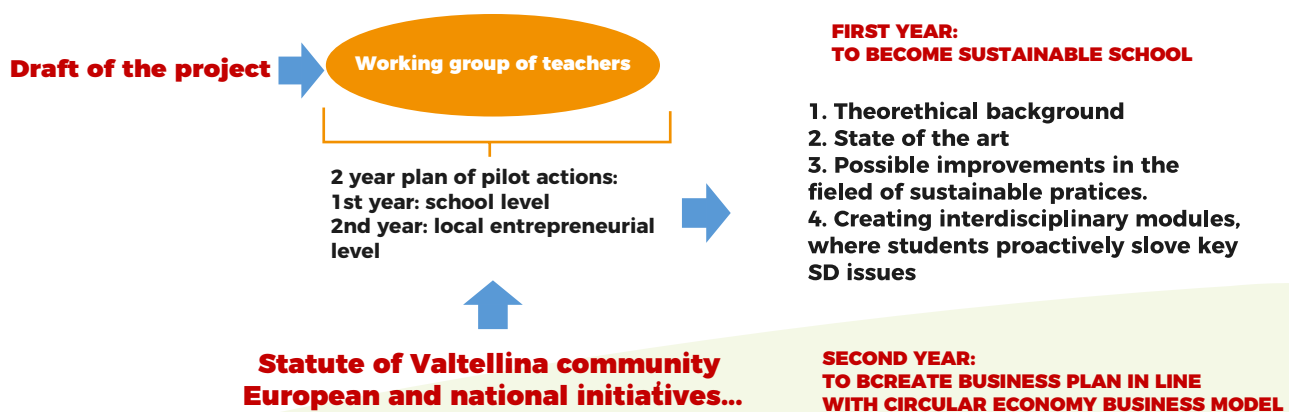 Draft of the project
Working group of teachers
2 year plan of pilot actions:
1st year: school level
2nd year: local entrepreneurial
level
Statute of Valtellina community
European and national initiatives...
FIRST YEAR:
TO BECOME SUSTAINABLE SCHOOL
1. Theorethical background
2. State of the art
3. Possible improvements in the
fieled of sustainable pratices.
4. Creating interdisciplinary modules,
where students proactively slove key
SD issues
SECOND YEAR:
TO BCREATE BUSINESS PLAN IN LINE
WITH CIRCULAR ECONOMY BUSINESS MODEL